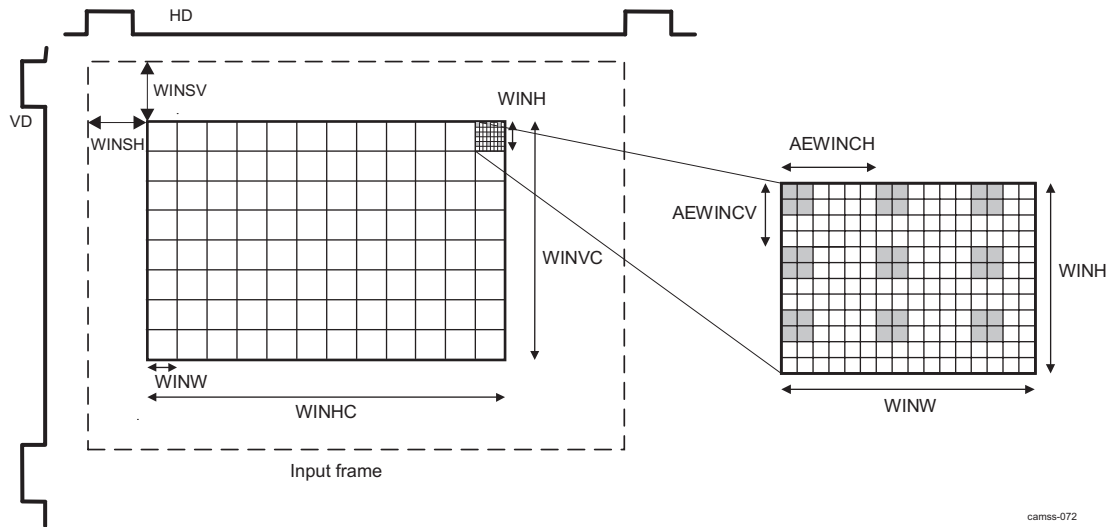 HD
WINSV
WINH
VD
WINSH
AEWINCH
AEWINCV
WINVC
WINH
WINW
WINHC
WINW
Input frame
camss-072